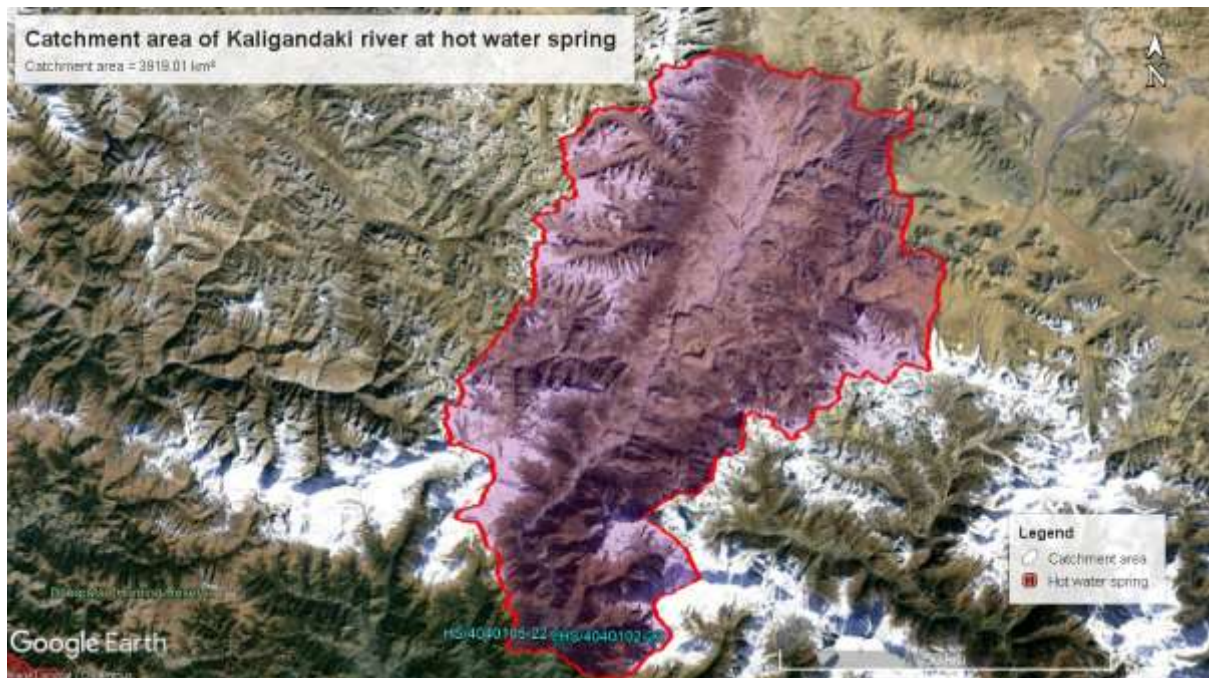 Catchment area of Kaligandaki river at hot water spring
Catchment area = 3919.01 km²
N
Legend
Catchment area
Hot water spring
HS/4040105-22
Google Earth